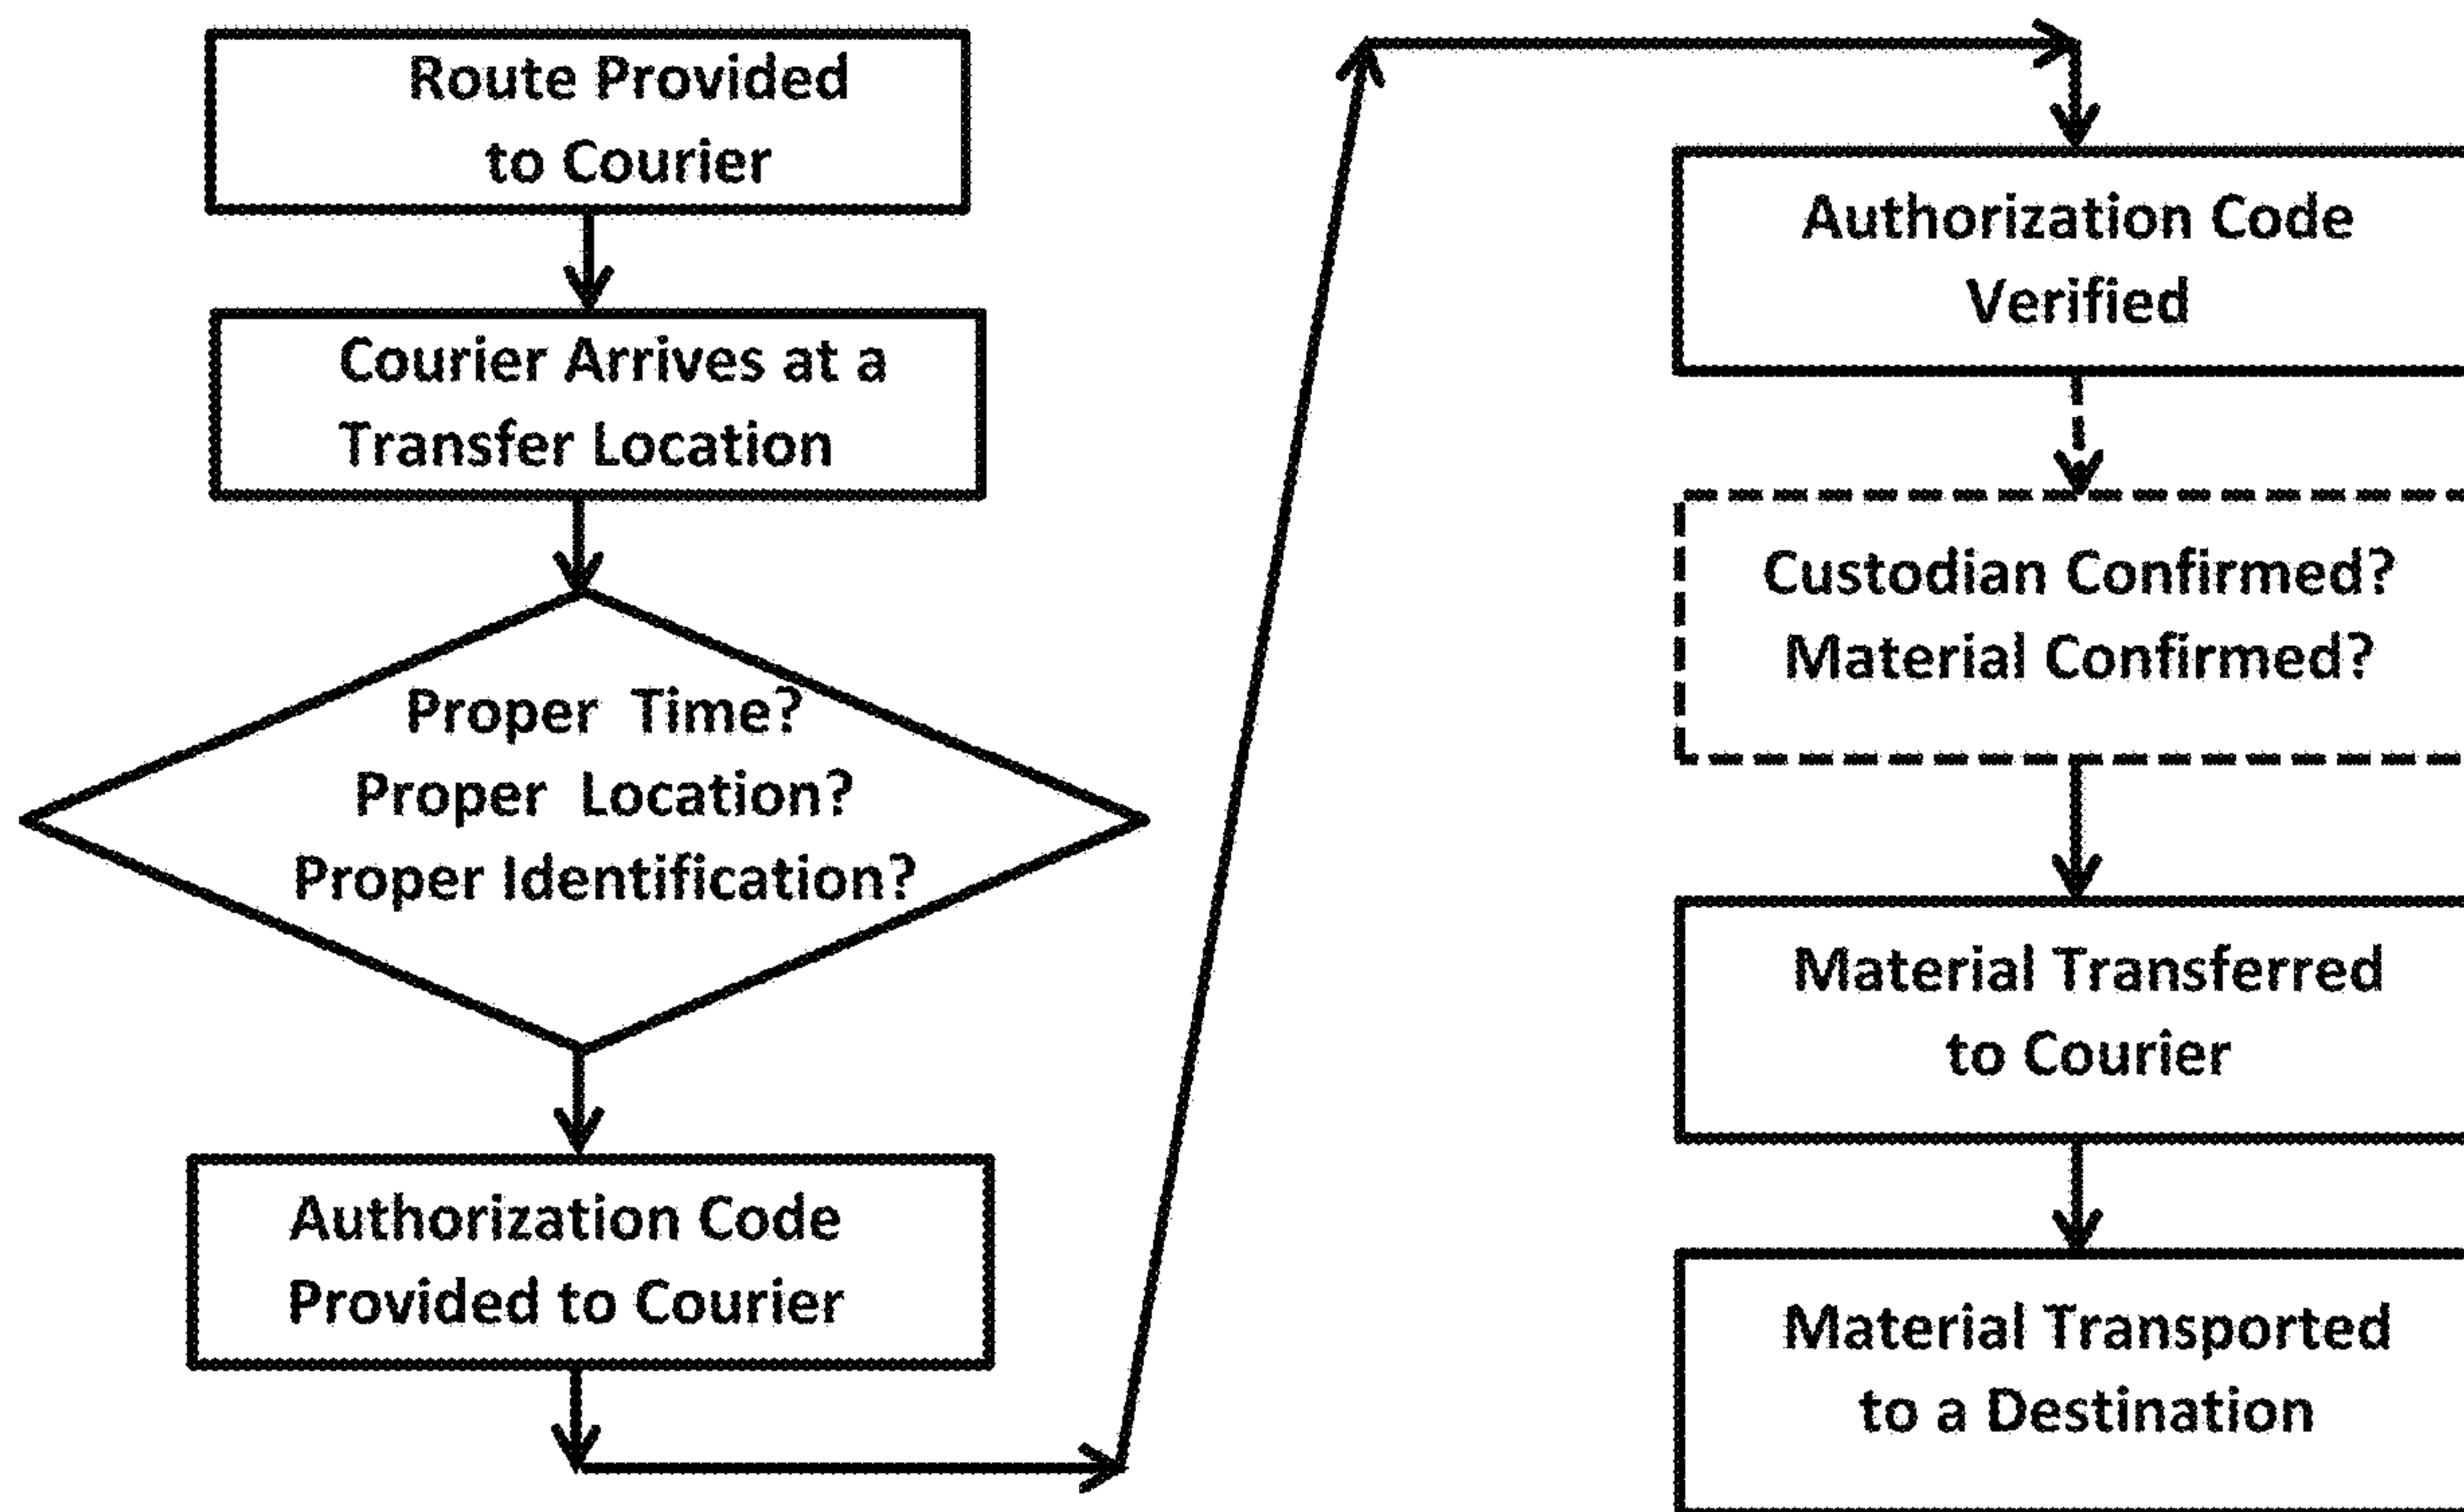 Route Provided
to Courier
Courier Arrives at a
Transfer Location
Proper Time?
Proper Location?
Proper Identification?
Authorization Code
Provided to Courier
Authorization Code
Verified
Custodian Confirmed?
Material Confirmed?
Material Transferred
to Courier
Material Transported
to a Destination